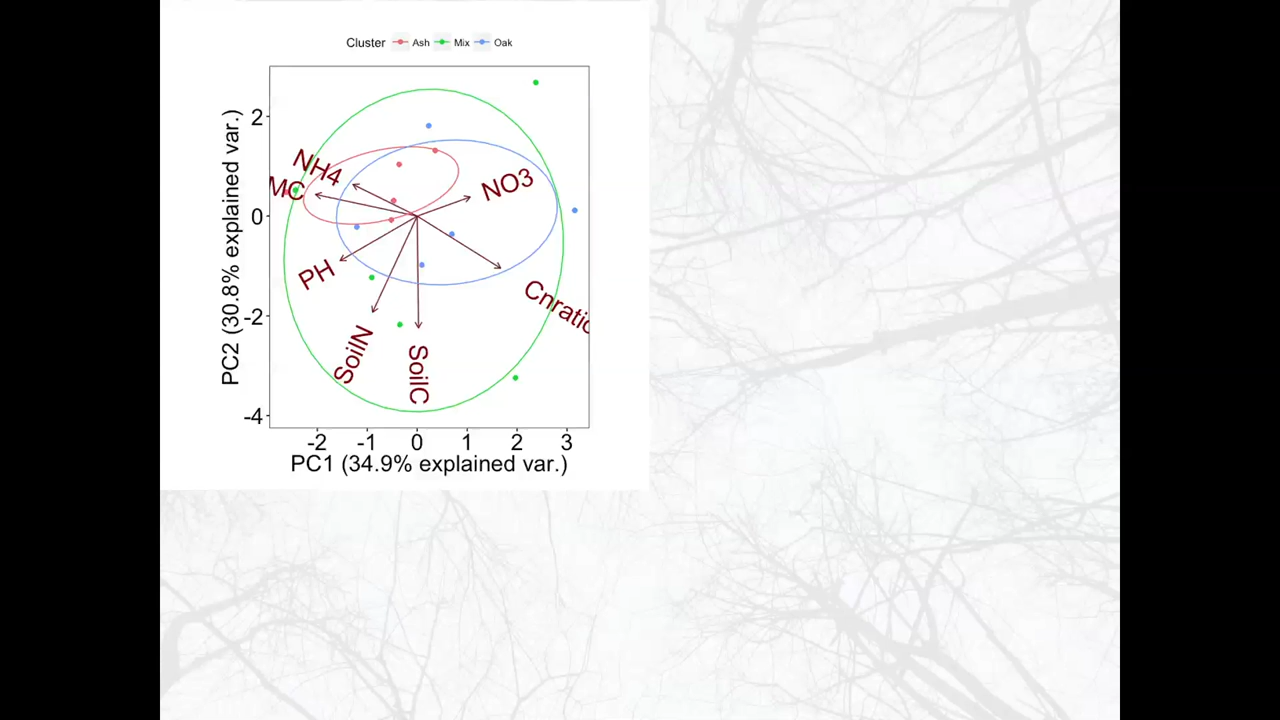 Cluster Ash Mix Oak
2
0
-2
-4
PC2 (30.8% explained var.)
NH4
MC
NO3
PH
Cnratio
SoilN
SoilC
-2 -1 0 1 2 3
PC1 (34.9% explained var.)